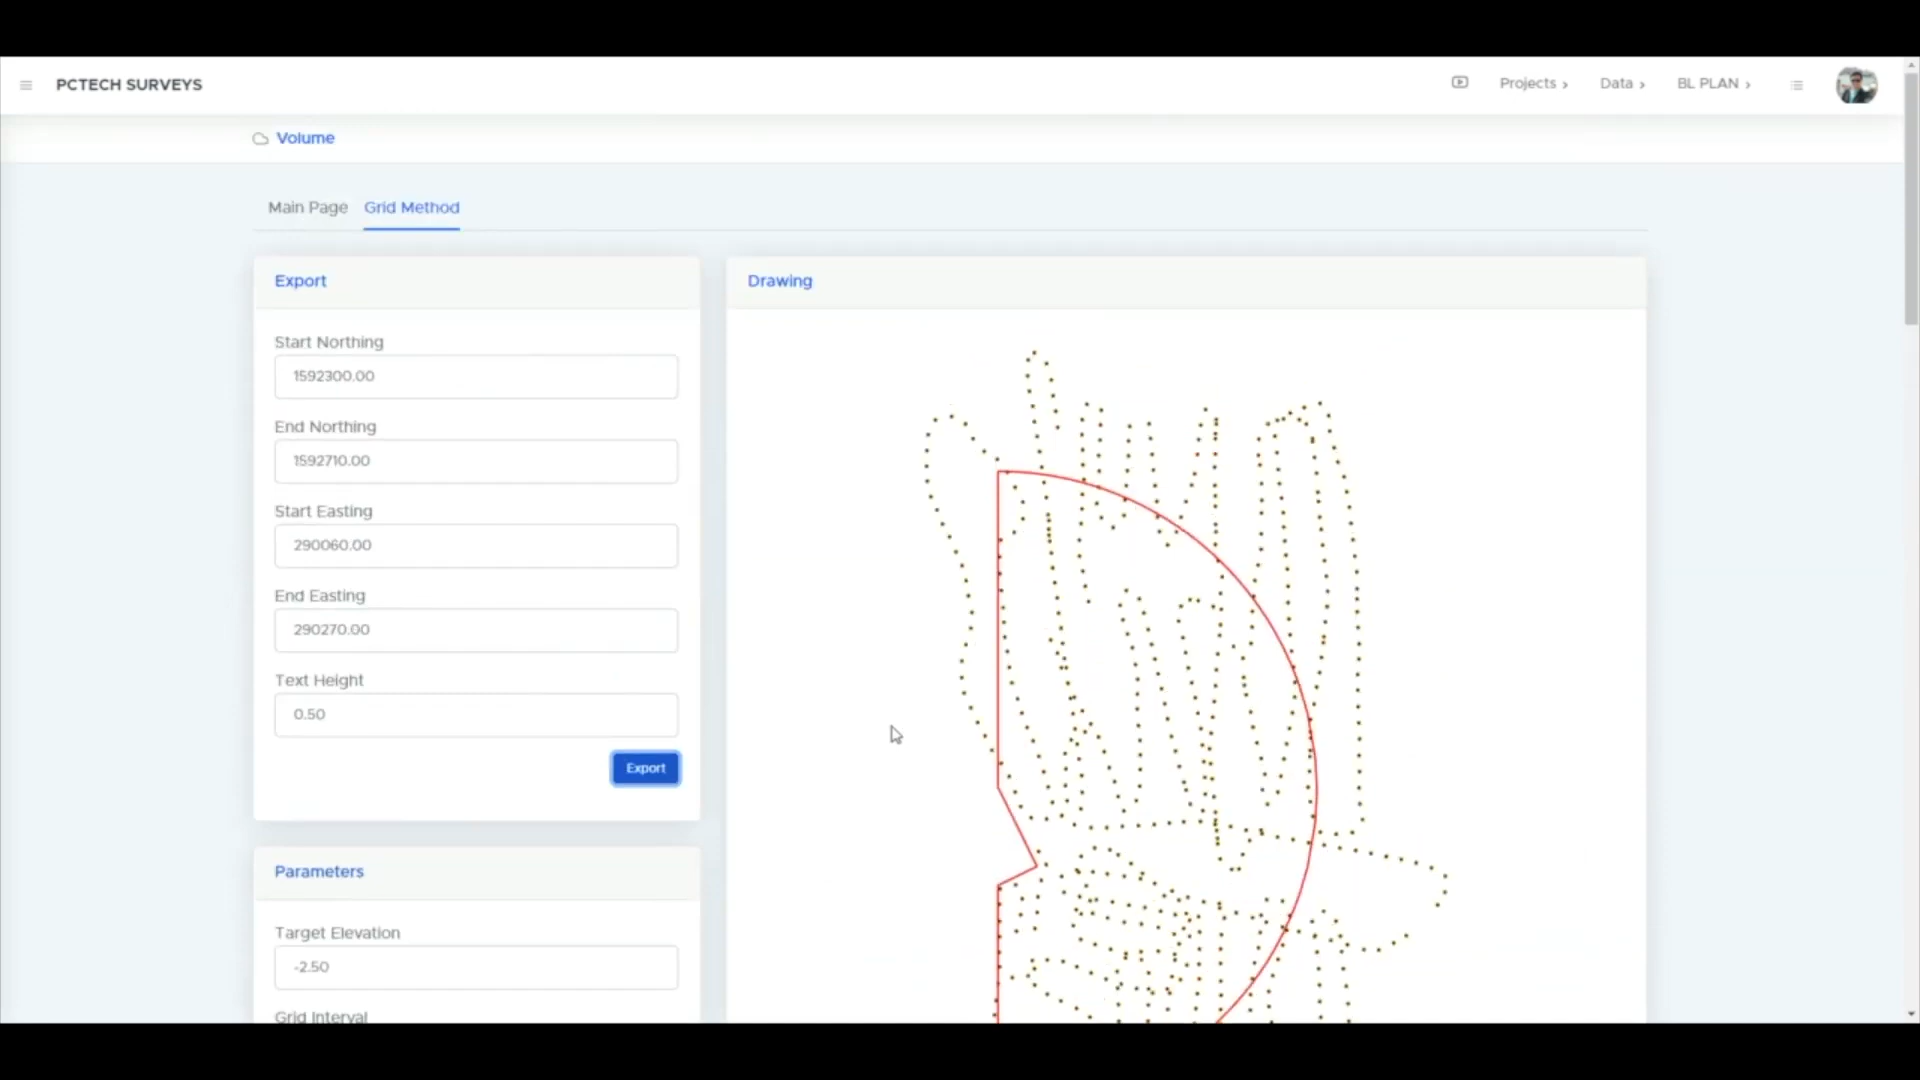 PCTECH SURVEYS
Projects
Data
BL PLAN
Volume
Main Page
Grid Method
Export
Start Northing
1592300.00
End Northing
1592710.00
Start Easting
290060.00
End Easting
290270.00
Text Height
0.50
Export
Parameters
Target Elevation
-2.50
Grid Interval
Drawing